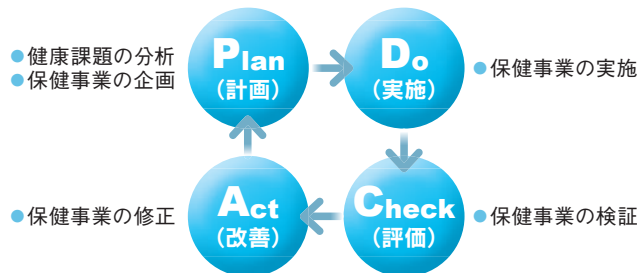 ●健康課題の分析
●保健事業の企画
Plan
(計画)
Do
(実施)
●保健事業の実施
●保健事業の修正
Act
(改善)
Check
(評価)
●保健事業の検証